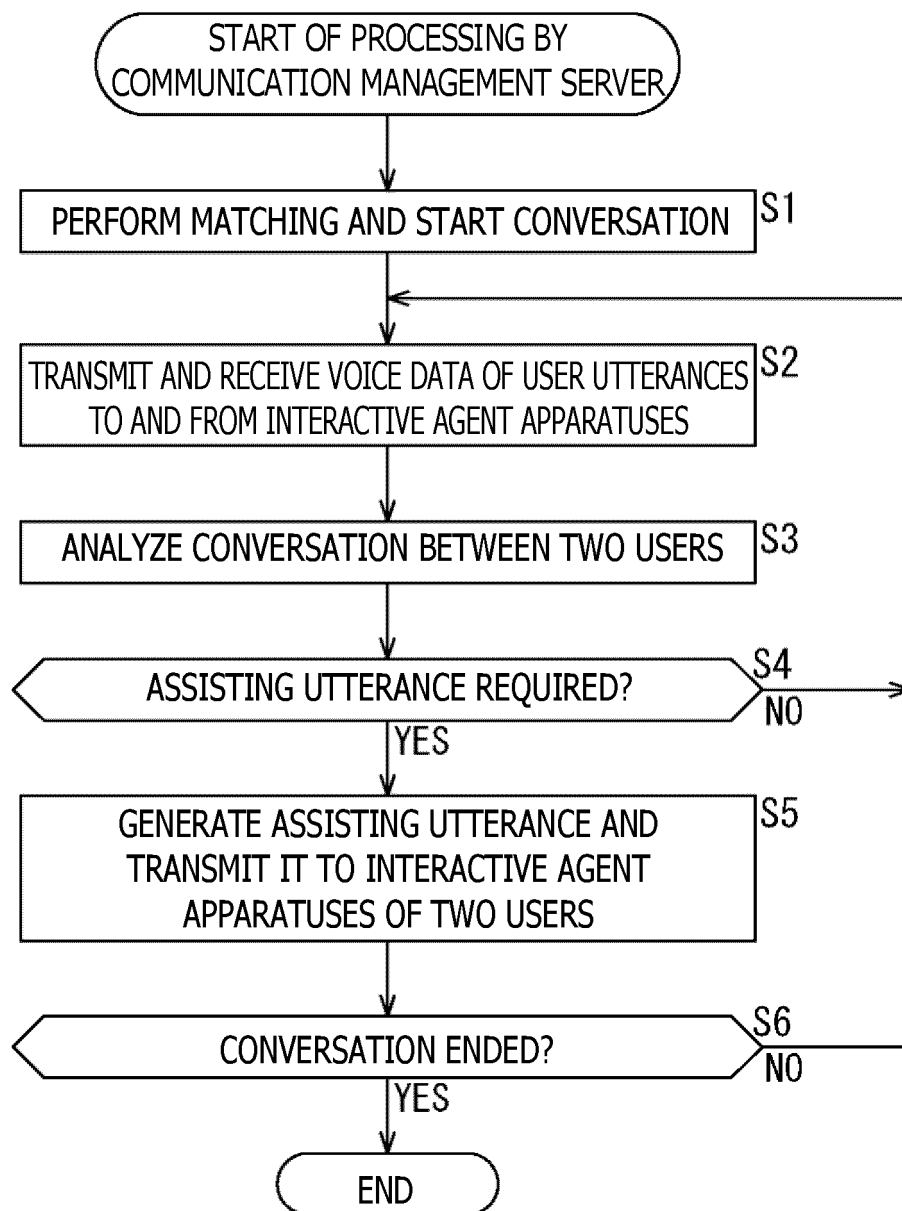 START OF PROCESSING BY
COMMUNICATION MANAGEMENT SERVER
PERFORM MATCHING AND START CONVERSATION
S1
TRANSMIT AND RECEIVE VOICE DATA OF USER UTTERANCES
TO AND FROM INTERACTIVE AGENT APPARATUSES
S2
ANALYZE CONVERSATION BETWEEN TWO USERS
S3
ASSISTING UTTERANCE REQUIRED?
S4
NO
YES
GENERATE ASSISTING UTTERANCE AND
TRANSMIT IT TO INTERACTIVE AGENT
APPARATUSES OF TWO USERS
S5
CONVERSATION ENDED?
S6
NO
YES
END